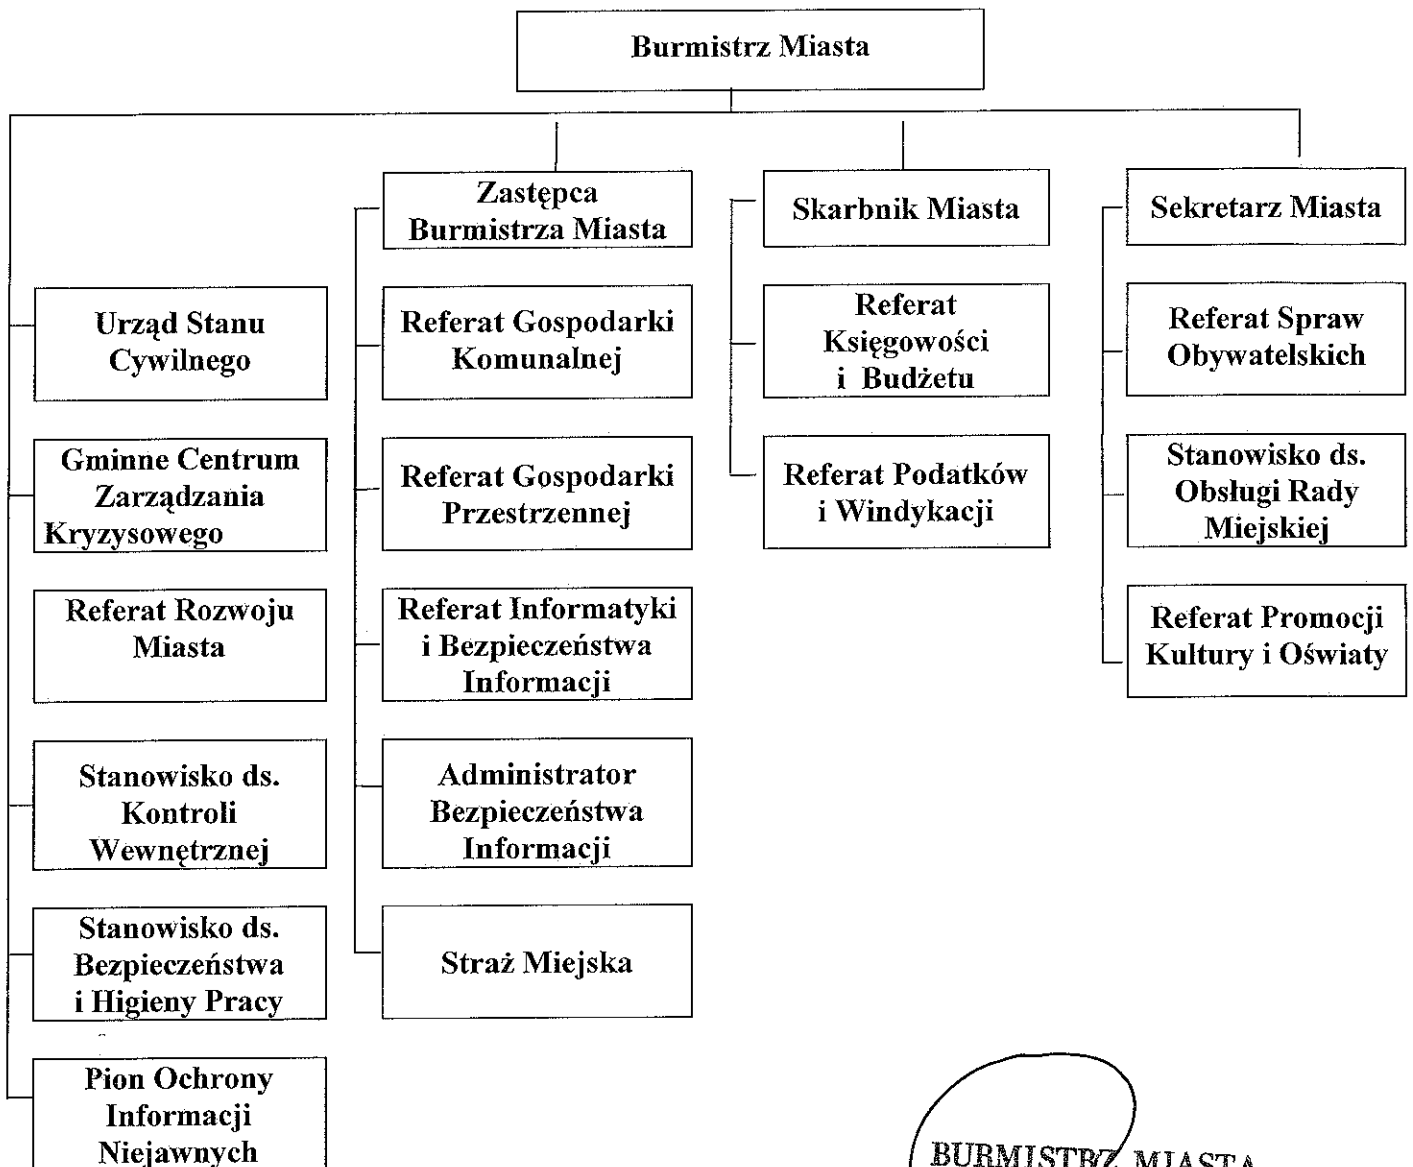 Burmistrz Miasta
Zastępca
Burmistrza Miasta
Skarbnik Miasta
Sekretarz Miasta
Urząd Stanu
Cywilnego
Referat Gospodarki
Komunalnej
Referat
Księgowości
i Budżetu
Referat Spraw
Obywatelskich
Gminne Centrum
Zarządzania
Kryzysowego
Referat Gospodarki
Przestrzennej
Referat Podatków
i Windykacji
Stanowisko ds.
Obsługi Rady
Miejskiej
Referat Rozwoju
Miasta
Referat Informatyki
i Bezpieczeństwa
Informacji
Referat Promocji
Kultury i Oświaty
Stanowisko ds.
Kontroli
Wewnętrznej
Administrator
Bezpieczeństwa
Informacji
Stanowisko ds.
Bezpieczeństwa
i Higieny Pracy
Straż Miejska
Pion Ochrony
Informacji
Niejawnych
BURMISTRZ MIASTA